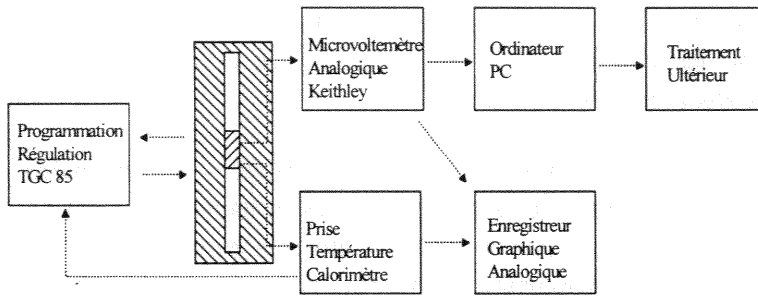 Programmation
Régulation
TGC 85
Microvoltemètre
Analogique
Keithley
Ordinateur
PC
Traitement
Ultérieur
Prise
Température
Calorimètre
Enregistreur
Graphique
Analogique